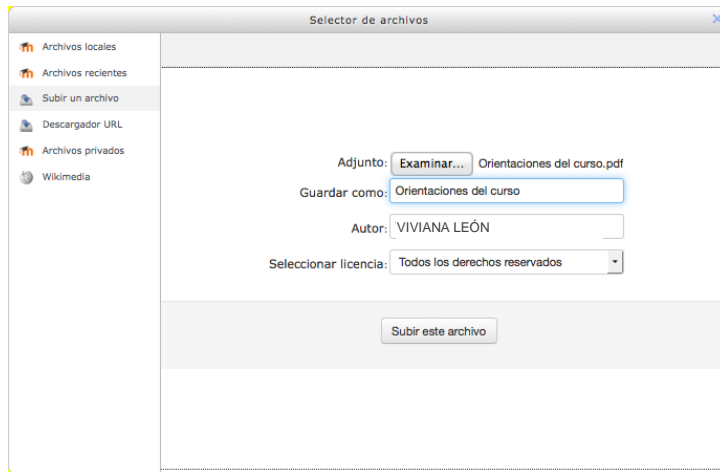 Selector de archivos
Archivos locales
Archivos recientes
Subir un archivo
Descargador URL
Archivos privados
Wikimedia
Adjunto: Examinar... Orientaciones del curso.pdf
Guardar como: Orientaciones del curso
Autor: VIVIANA LEÓN
Seleccionar licencia: Todos los derechos reservados
Subir este archivo